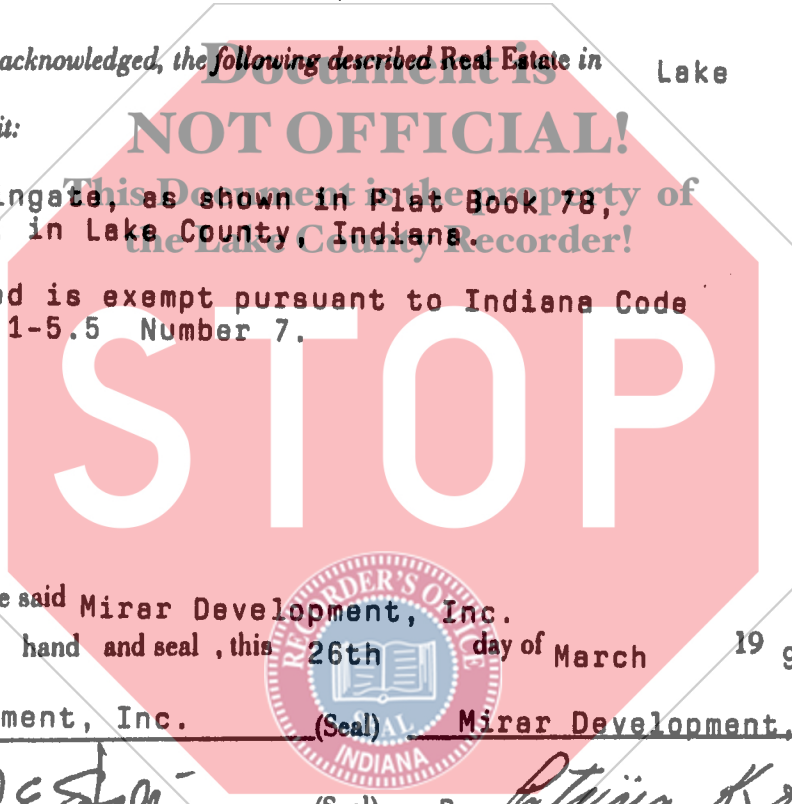 acknowledged, the following described Real Estate in Lake
Document is
it:
NOT OFFICIAL!
ngate, as shown in Plat Book 78,
This Document is the property of
in Lake County, Indiana.
the Lake County Recorder!
ed is exempt pursuant to Indiana Code
1-5.5 Number 7.
STOP
e said Mirar Development, Inc.
hand and seal , this 26th day of March 19 9
RECORDER'S OFFICE
SEAL
INDIANA
ment, Inc. (Seal) Mirar Development,
(Seal)